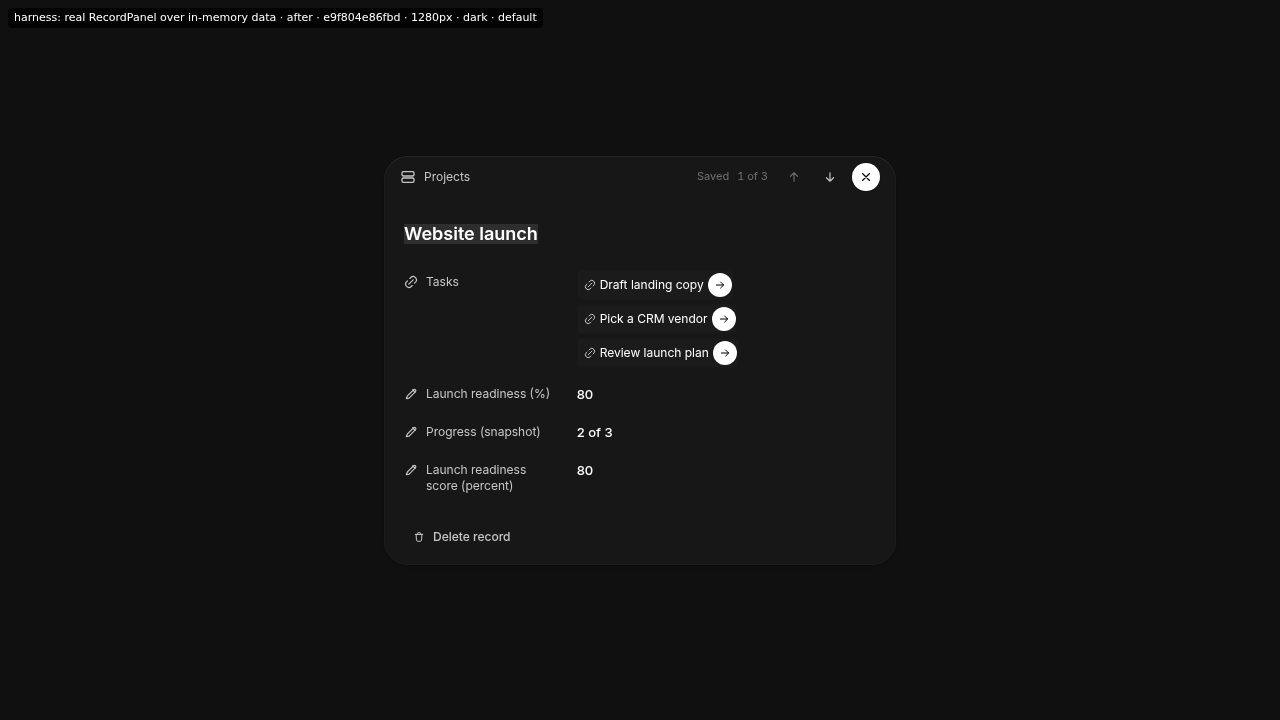 harness: real RecordPanel over in-memory data · after · e9f804e86fbd · 1280px · dark · default
Projects
Saved 1 of 3
Website launch
Tasks
Draft landing copy
Pick a CRM vendor
Review launch plan
Launch readiness (%)
80
Progress (snapshot)
2 of 3
Launch readiness
score (percent)
80
Delete record